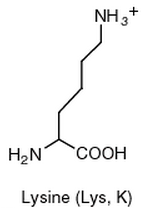 NH₃⁺
H₂N COOH
Lysine (Lys, K)